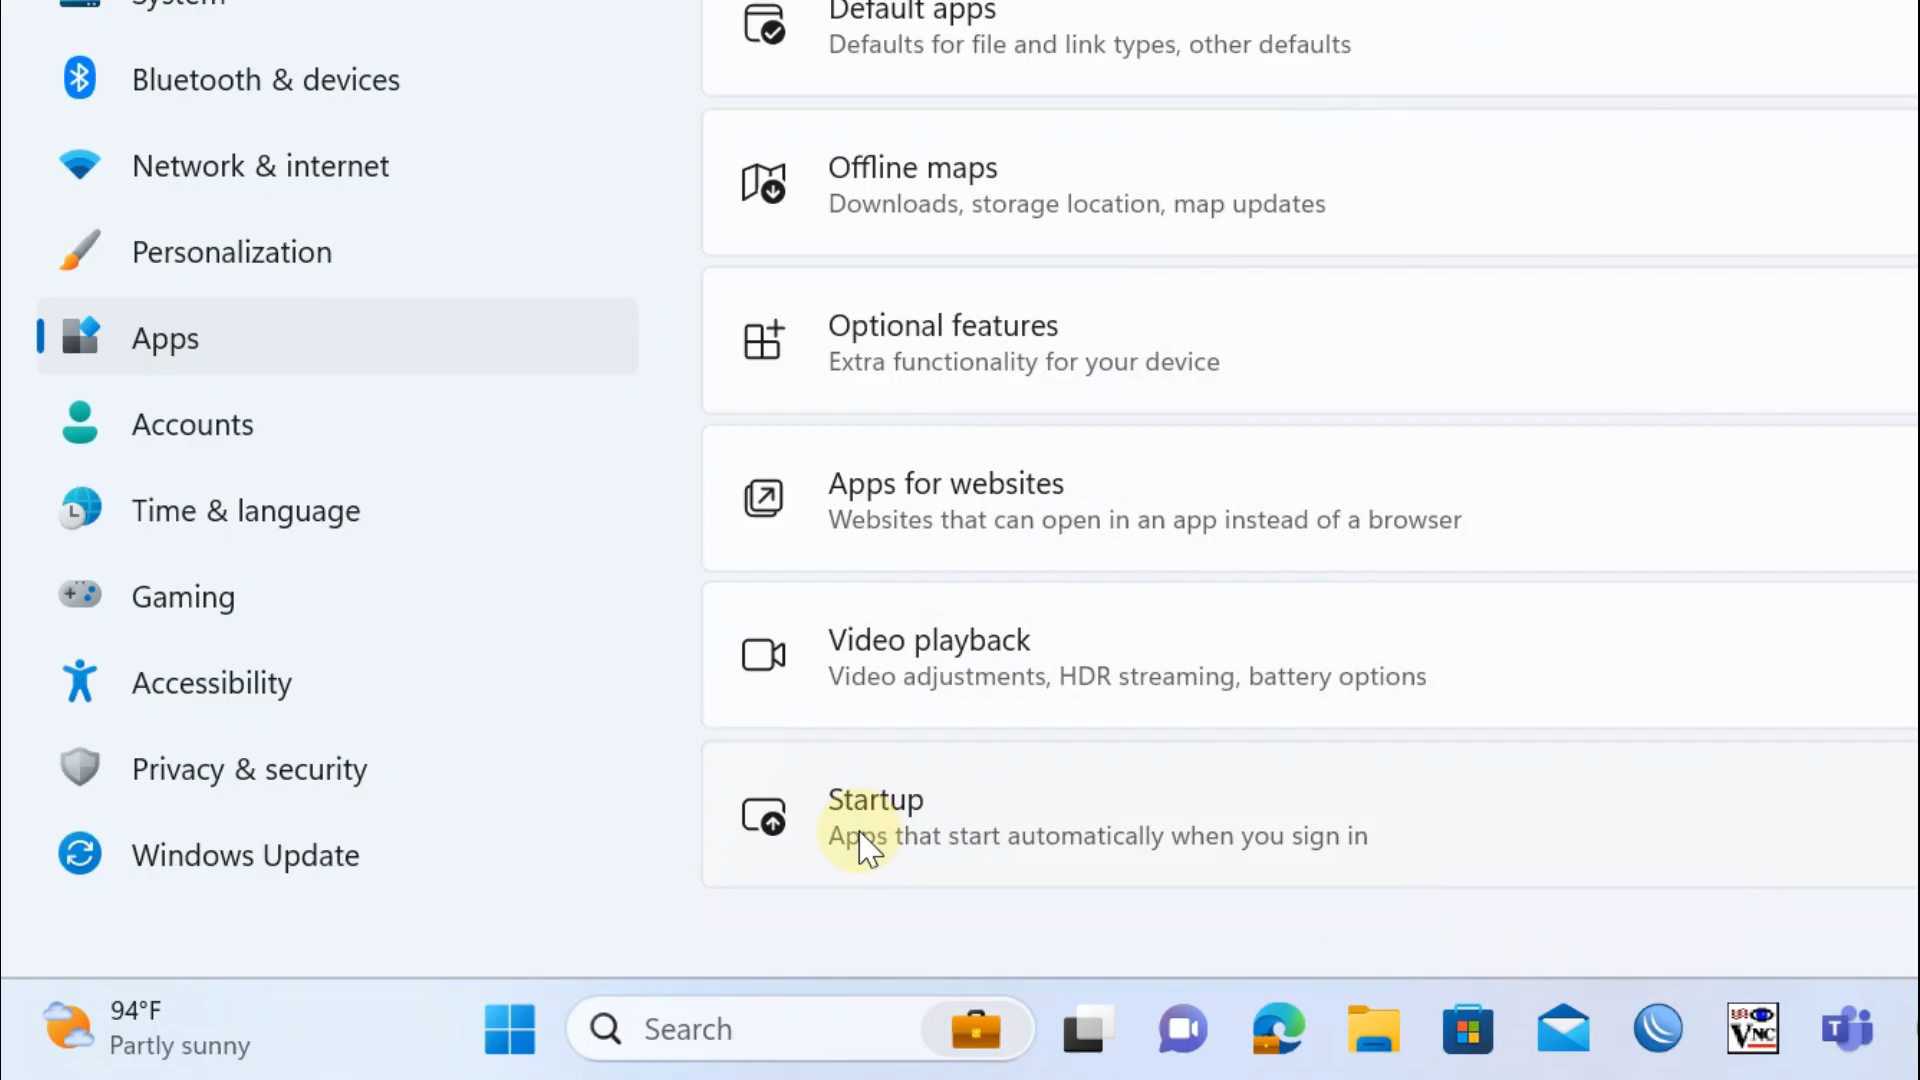 System
Bluetooth & devices
Network & internet
Personalization
Apps
Accounts
Time & language
Gaming
Accessibility
Privacy & security
Windows Update
Default apps
Defaults for file and link types, other defaults
Offline maps
Downloads, storage location, map updates
Optional features
Extra functionality for your device
Apps for websites
Websites that can open in an app instead of a browser
Video playback
Video adjustments, HDR streaming, battery options
Startup
Apps that start automatically when you sign in
94°F
Partly sunny
Search
VNC
T